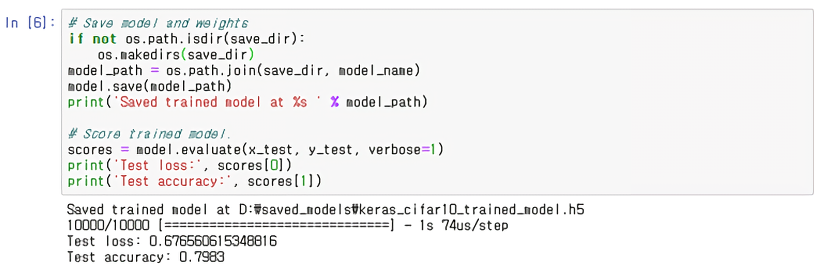 In [6]: # Save model and weights
if not os.path.isdir(save_dir):
    os.makedirs(save_dir)
model_path = os.path.join(save_dir, model_name)
model.save(model_path)
print('Saved trained model at %s ' % model_path)

# Score trained model.
scores = model.evaluate(x_test, y_test, verbose=1)
print('Test loss:', scores[0])
print('Test accuracy:', scores[1])
Saved trained model at D:₩saved_models₩keras_cifar10_trained_model.h5
10000/10000 [==============================] - 1s 74us/step
Test loss: 0.676560615348816
Test accuracy: 0.7983